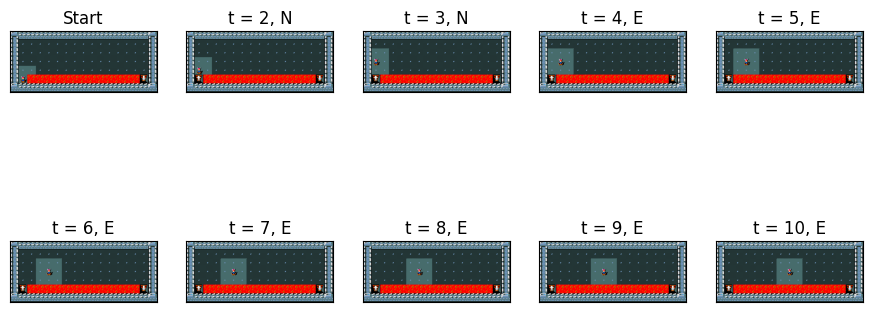 Start
t = 2, N
t = 3, N
t = 4, E
t = 5, E
t = 6, E
t = 7, E
t = 8, E
t = 9, E
t = 10, E